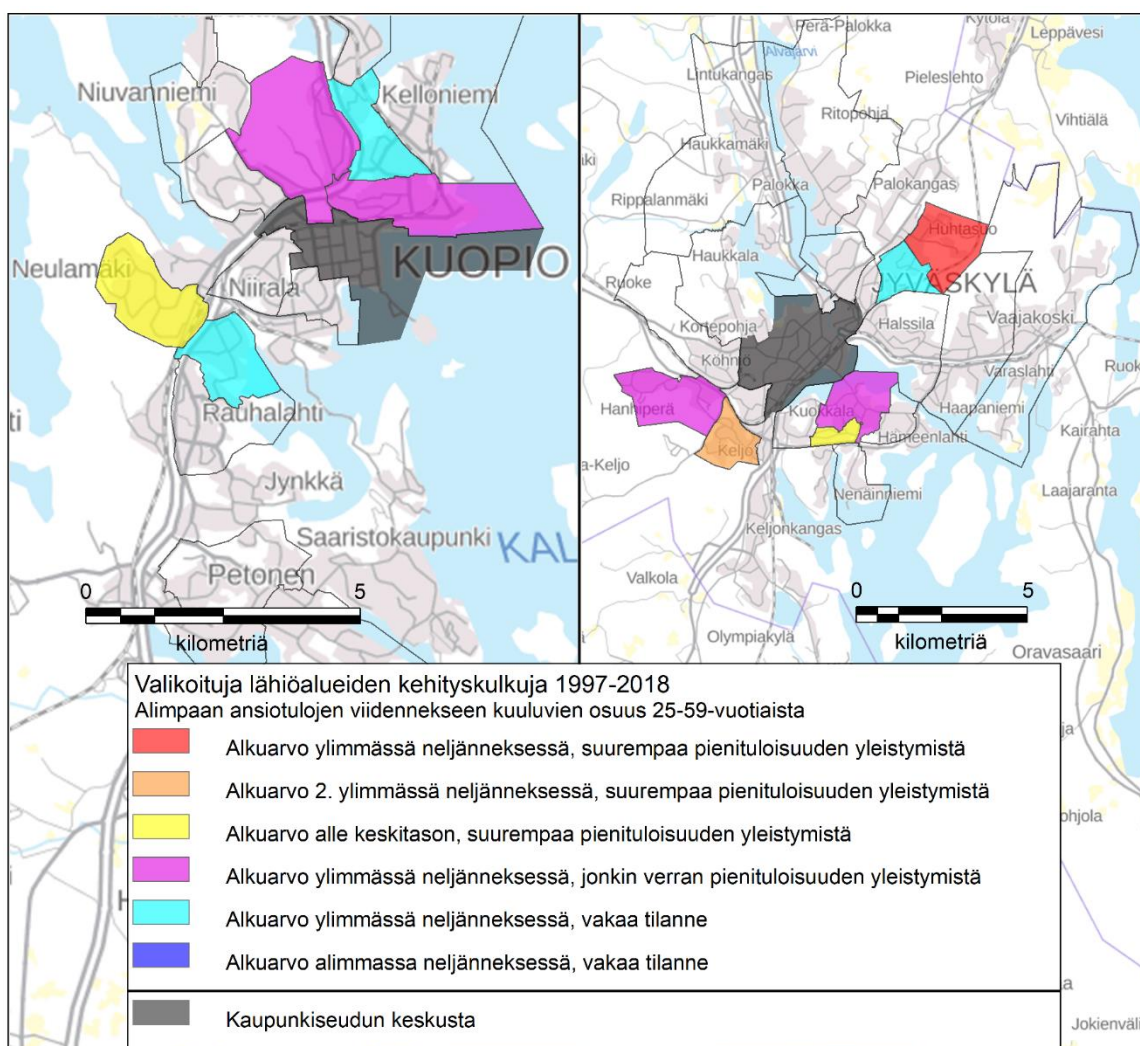 Niuvanniemi
Kelloniemi
Neulamäki
Niirala
KUOPIO
Rauhalahti
Jynkkä
Saaristokaupunki
KAL
Petonen
ti
H
0 5
kilometriä
Perä-Palokka
Kytölä
Leppävesi
Alvajärvi
Lintukangas
Pieleslehto
Ritopohja
Vihtiälä
Haukkamäki
mäki
Palokka
Palokangas
Rippalanmäki
Huhtasuo
Haukkala
Ruoke
JYVÄSKYLÄ
Kortepohja
Halssila
Vaajakoski
Köhniö
Varaslahti
Ruok
Hanhiperä
Kuokkala
Haapaniemi
Keljo
Hämeenlahti
Kairahta
a-Keljo
Nenäinniemi
Laajaranta
Keljonkangas
Valkola
0 5
kilometriä
Olympiakylä
Oravasaari
Valikoituja lähiöalueiden kehityskulkuja 1997-2018
Alimpaan ansiotulojen viidennekseen kuuluvien osuus 25-59-vuotiaista
Alkuarvo ylimmässä neljänneksessä, suurempaa pienituloisuuden yleistymistä
Alkuarvo 2. ylimmässä neljänneksessä, suurempaa pienituloisuuden yleistymistä
Alkuarvo alle keskitason, suurempaa pienituloisuuden yleistymistä
Alkuarvo ylimmässä neljänneksessä, jonkin verran pienituloisuuden yleistymistä
Alkuarvo ylimmässä neljänneksessä, vakaa tilanne
Alkuarvo alimmassa neljänneksessä, vakaa tilanne
Kaupunkiseudun keskusta
ja
ohjola
a
Jokienväli